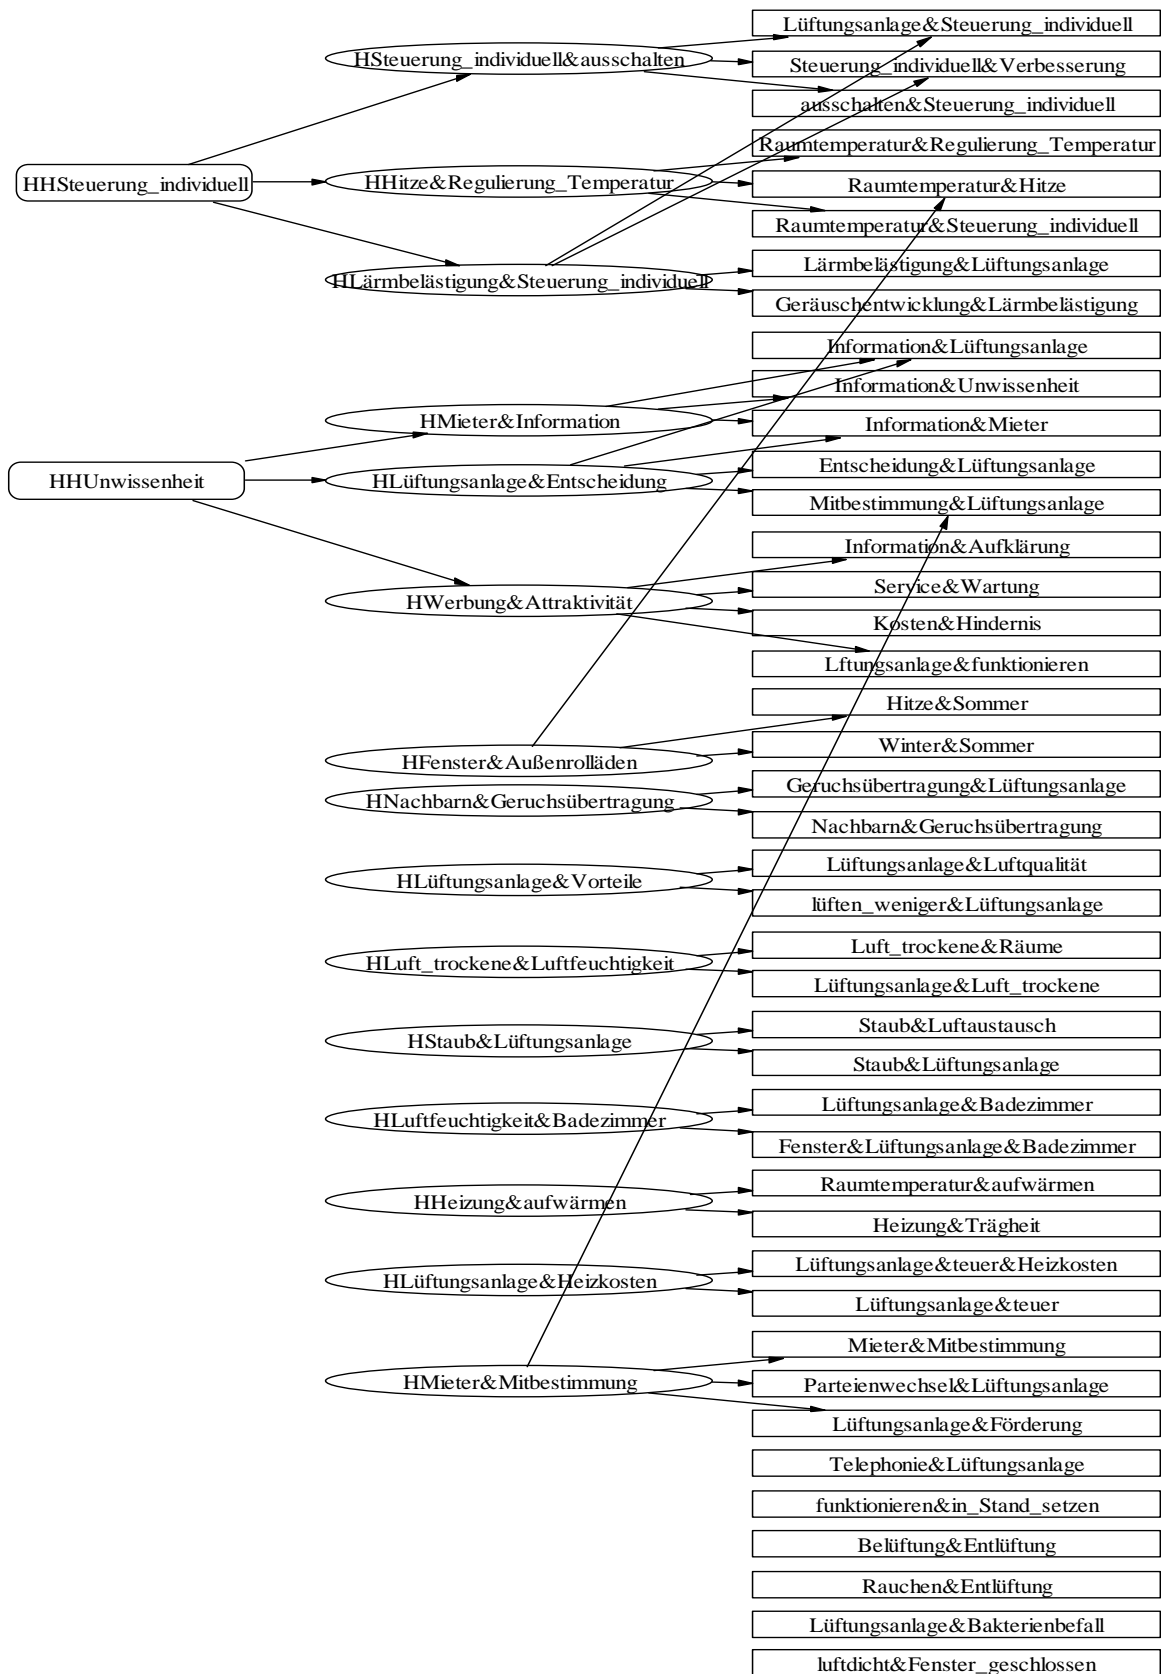 Lüftungsanlage&Steuerung_individuell
HSteuerung_individuell&ausschalten
Steuerung_individuell&Verbesserung
ausschalten&Steuerung_individuell
Raumtemperatur&Regulierung_Temperatur
HHSteuerung_individuell
HHitze&Regulierung_Temperatur
Raumtemperatur&Hitze
Raumtemperatur&Steuerung_individuell
Lärmbelästigung&Lüftungsanlage
HLärmbelästigung&Steuerung_individuell
Geräuschentwicklung&Lärmbelästigung
Information&Lüftungsanlage
Information&Unwissenheit
HMieter&Information
Information&Mieter
Entscheidung&Lüftungsanlage
HHUnwissenheit
HLüftungsanlage&Entscheidung
Mitbestimmung&Lüftungsanlage
Information&Aufklärung
Service&Wartung
HWerbung&Attraktivität
Kosten&Hindernis
Lftungsanlage&funktionieren
Hitze&Sommer
Winter&Sommer
HFenster&Außenrolläden
Geruchsübertragung&Lüftungsanlage
HNachbarn&Geruchsübertragung
Nachbarn&Geruchsübertragung
Lüftungsanlage&Luftqualität
HLüftungsanlage&Vorteile
lüften_weniger&Lüftungsanlage
Luft_trockene&Räume
HLuft_trockene&Luftfeuchtigkeit
Lüftungsanlage&Luft_trockene
Staub&Luftaustausch
HStaub&Lüftungsanlage
Staub&Lüftungsanlage
Lüftungsanlage&Badezimmer
HLuftfeuchtigkeit&Badezimmer
Fenster&Lüftungsanlage&Badezimmer
Raumtemperatur&aufwärmen
HHeizung&aufwärmen
Heizung&Trägheit
Lüftungsanlage&teuer&Heizkosten
HLüftungsanlage&Heizkosten
Lüftungsanlage&teuer
Mieter&Mitbestimmung
HMieter&Mitbestimmung
Parteienwechsel&Lüftungsanlage
Lüftungsanlage&Förderung
Telephonie&Lüftungsanlage
funktionieren&in_Stand_setzen
Belüftung&Entlüftung
Rauchen&Entlüftung
Lüftungsanlage&Bakterienbefall
luftdicht&Fenster_geschlossen